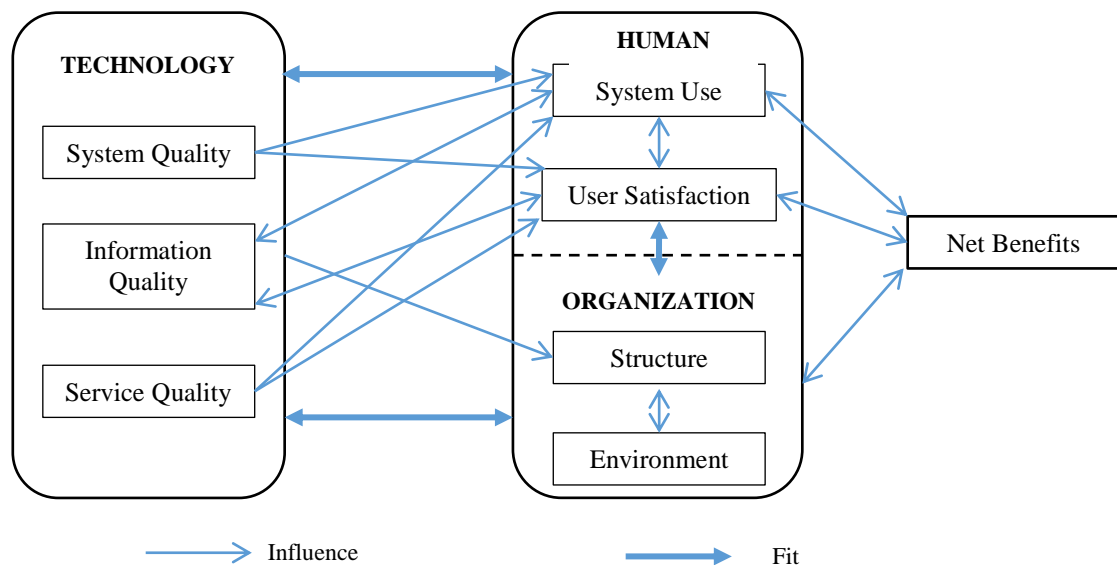 TECHNOLOGY
System Quality
Information
Quality
Service Quality
HUMAN
System Use
User Satisfaction
ORGANIZATION
Structure
Environment
Net Benefits
Influence
Fit